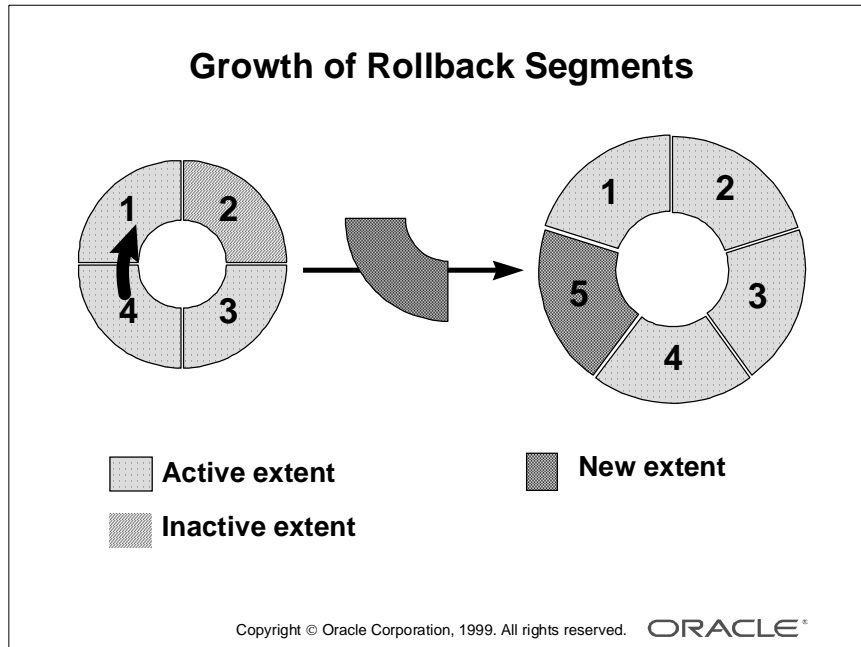 Growth of Rollback Segments
1
2
4
3
1
2
5
3
4
Active extent
New extent
Inactive extent
Copyright © Oracle Corporation, 1999. All rights reserved. ORACLE®